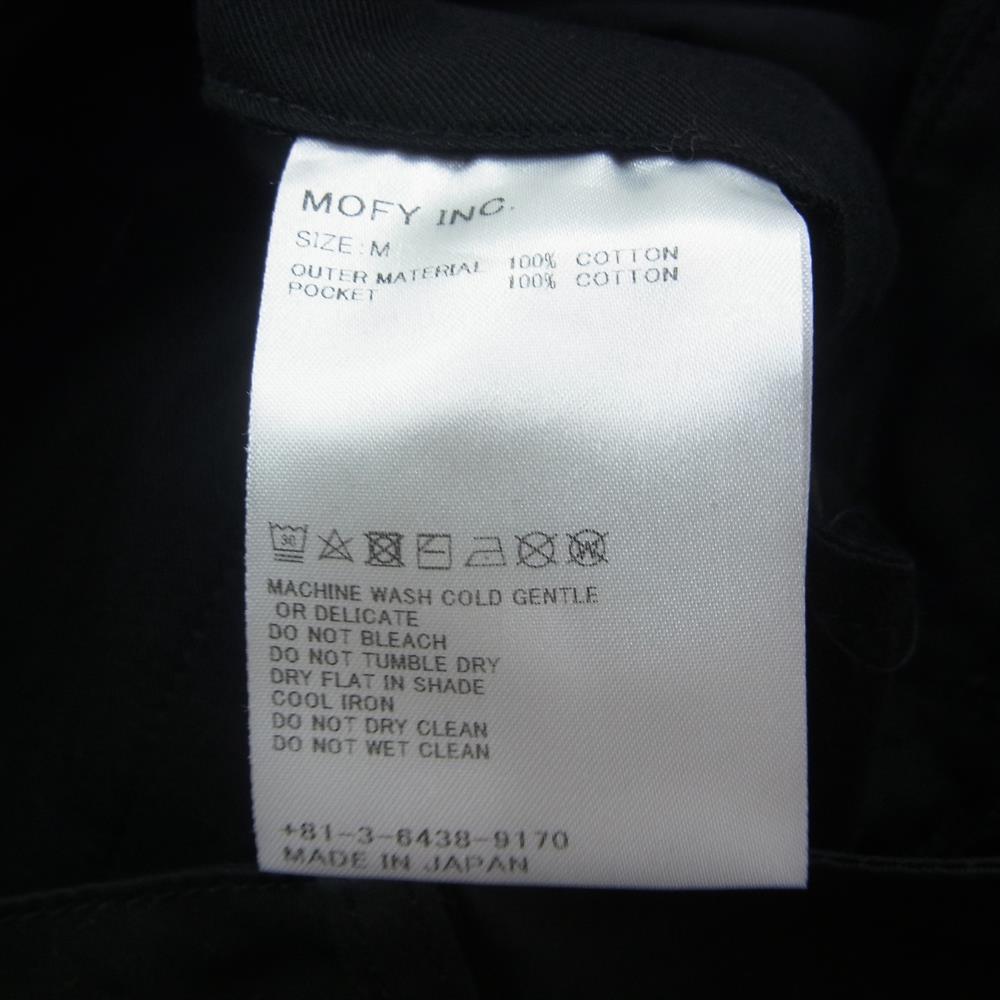 MOFY INC.
SIZE:M
OUTER MATERIAL 100% COTTON
POCKET 100% COTTON
30
W
MACHINE WASH COLD GENTLE
OR DELICATE
DO NOT BLEACH
DO NOT TUMBLE DRY
DRY FLAT IN SHADE
COOL IRON
DO NOT DRY CLEAN
DO NOT WET CLEAN
+81-3-6438-9170
MADE IN JAPAN